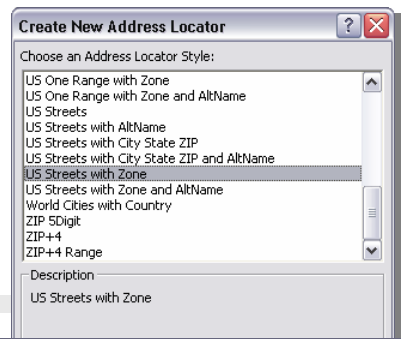 Create New Address Locator
Choose an Address Locator Style:
US One Range with Zone
US One Range with Zone and AltName
US Streets
US Streets with AltName
US Streets with City State ZIP
US Streets with City State ZIP and AltName
US Streets with Zone
US Streets with Zone and AltName
World Cities with Country
ZIP 5Digit
ZIP+4
ZIP+4 Range
Description
US Streets with Zone